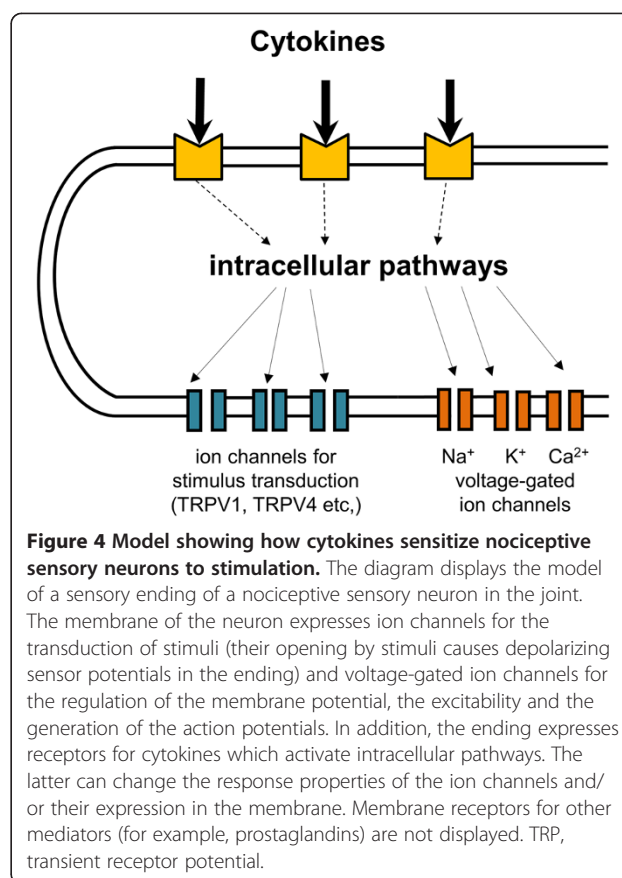 Cytokines
intracellular pathways
ion channels for
stimulus transduction
(TRPV1, TRPV4 etc,)
Na⁺ K⁺ Ca²⁺
voltage-gated
ion channels
Figure 4 Model showing how cytokines sensitize nociceptive
sensory neurons to stimulation. The diagram displays the model
of a sensory ending of a nociceptive sensory neuron in the joint.
The membrane of the neuron expresses ion channels for the
transduction of stimuli (their opening by stimuli causes depolarizing
sensor potentials in the ending) and voltage-gated ion channels for
the regulation of the membrane potential, the excitability and the
generation of the action potentials. In addition, the ending expresses
receptors for cytokines which activate intracellular pathways. The
latter can change the response properties of the ion channels and/
or their expression in the membrane. Membrane receptors for other
mediators (for example, prostaglandins) are not displayed. TRP,
transient receptor potential.